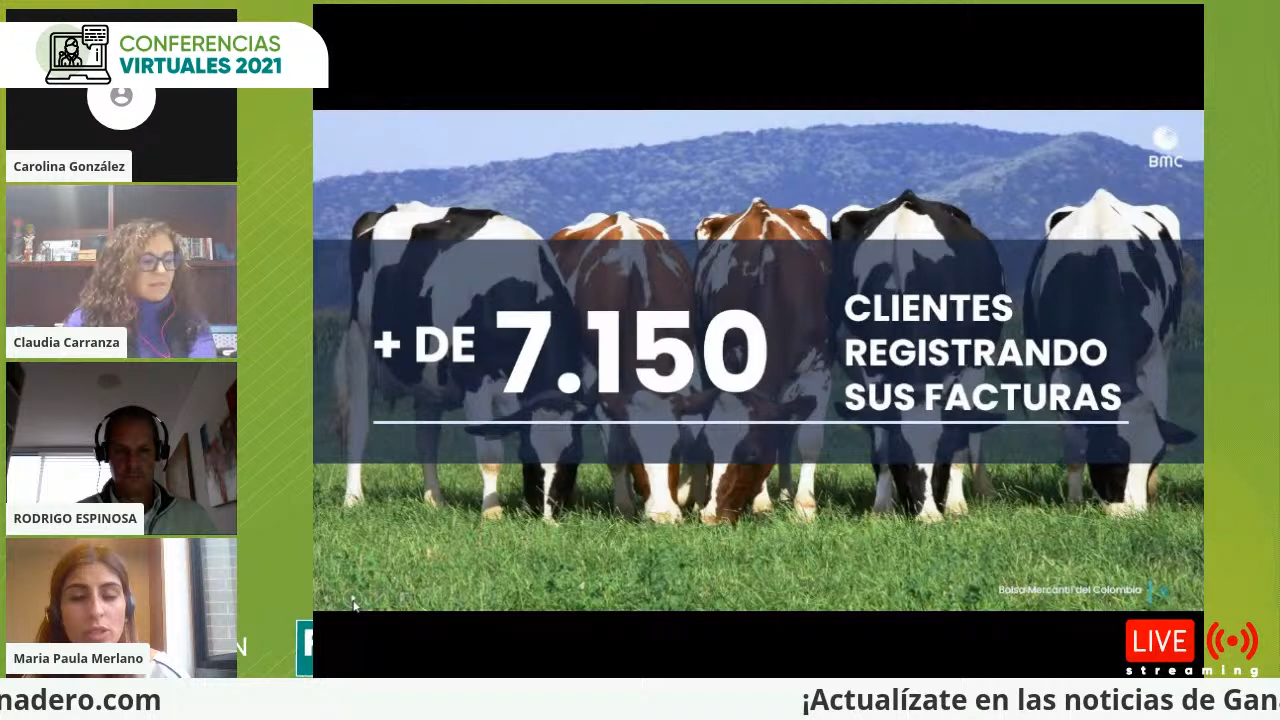 CONFERENCIAS
VIRTUALES 2021
Carolina González
Claudia Carranza
RODRIGO ESPINOSA
Maria Paula Merlano
BMC
+ DE 7.150
CLIENTES
REGISTRANDO
SUS FACTURAS
Bolsa Mercantil del Colombia
N
LIVE
streaming
nadero.com
¡Actualízate en las noticias de Gan